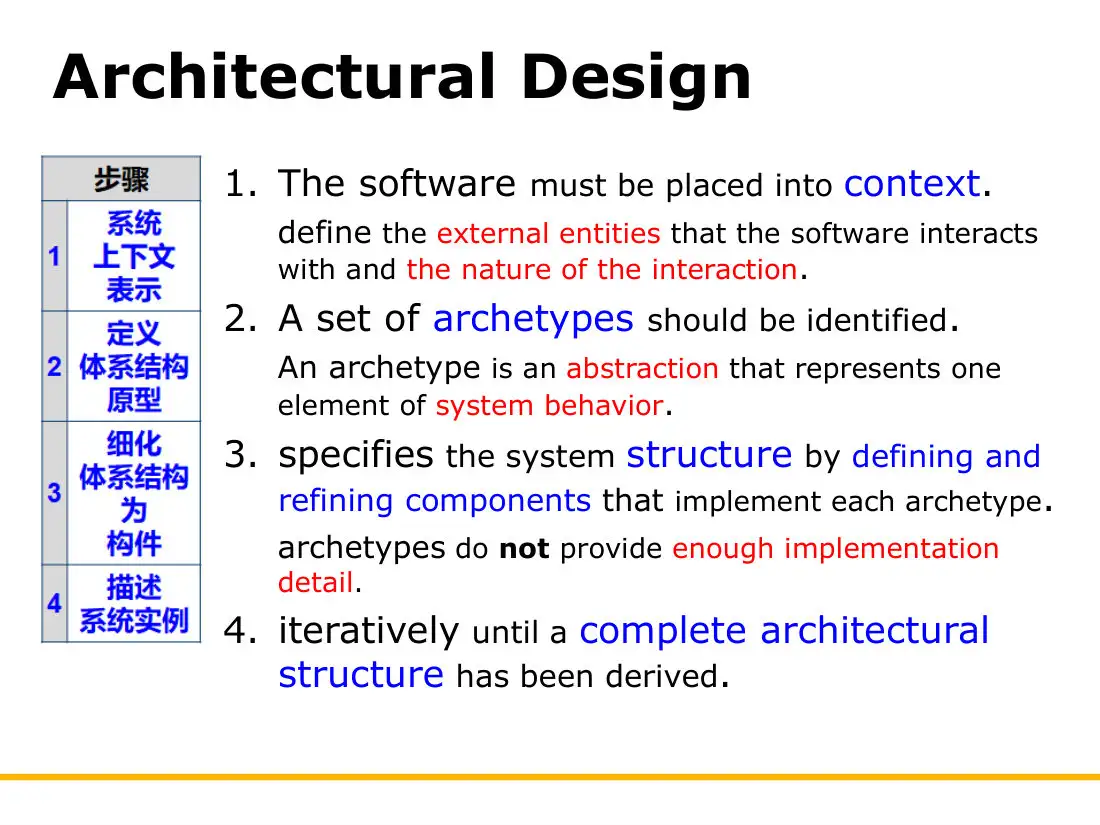 Architectural Design
步骤
1
系统
上下文
表示
2
定义
体系结构
原型
3
细化
体系结构
为
构件
4
描述
系统实例
1. The software must be placed into context.
define the external entities that the software interacts
with and the nature of the interaction.
2. A set of archetypes should be identified.
An archetype is an abstraction that represents one
element of system behavior.
3. specifies the system structure by defining and
refining components that implement each archetype.
archetypes do not provide enough implementation
detail.
4. iteratively until a complete architectural
structure has been derived.